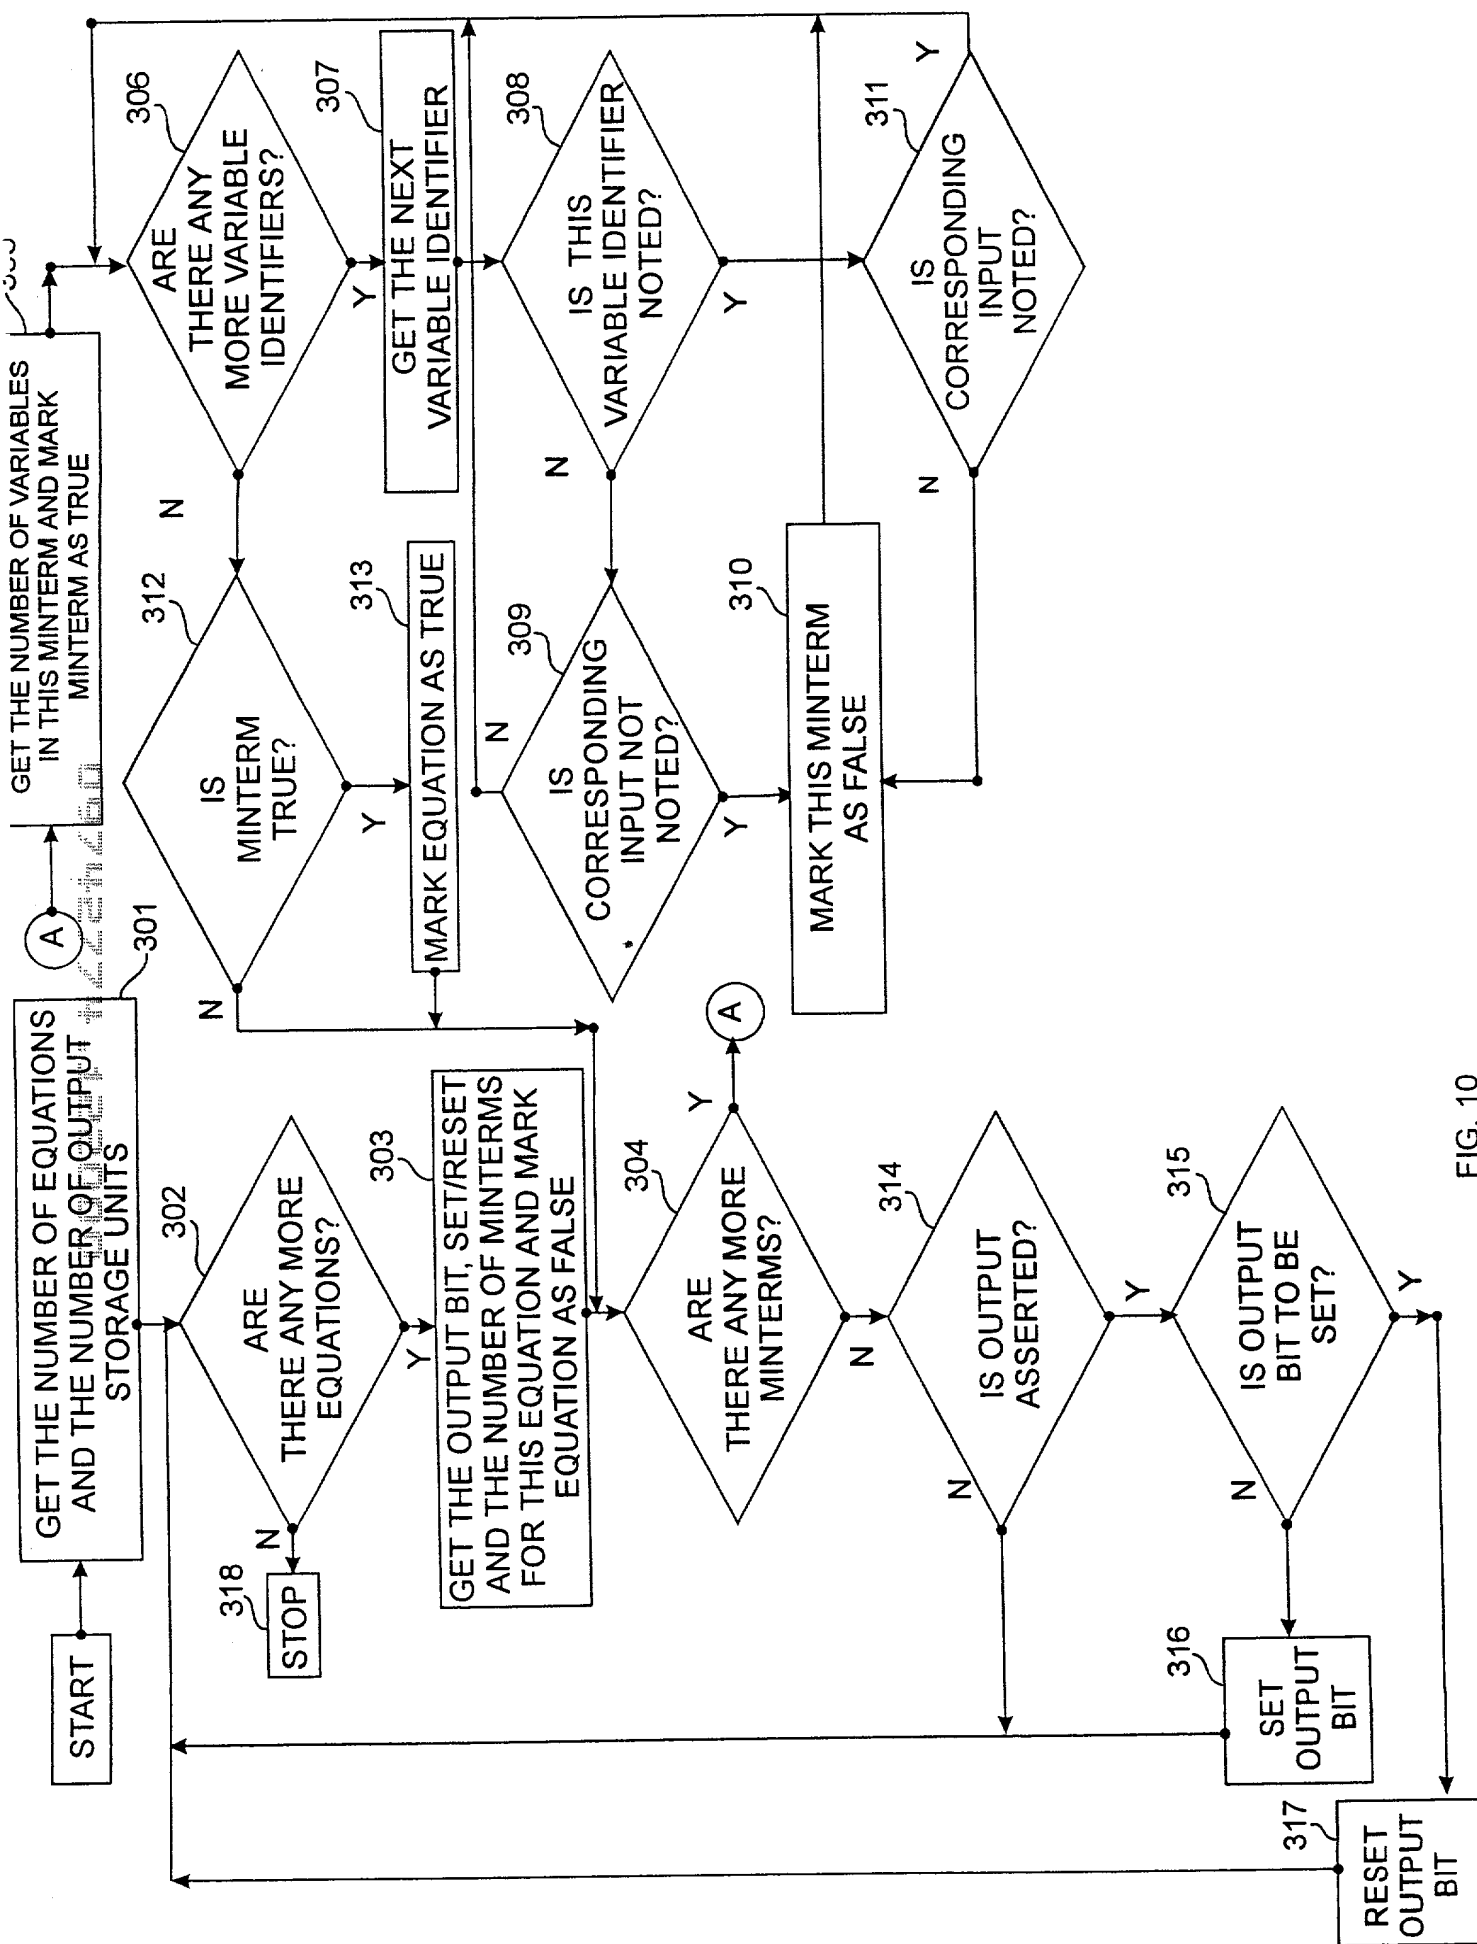 START
GET THE NUMBER OF EQUATIONS
AND THE NUMBER OF OUTPUT
STORAGE UNITS
301
302
ARE
THERE ANY MORE
EQUATIONS?
N
318
STOP
Y
303
GET THE OUTPUT BIT, SET/RESET
AND THE NUMBER OF MINTERMS
FOR THIS EQUATION AND MARK
EQUATION AS FALSE
304
ARE
THERE ANY MORE
MINTERMS?
Y
A
N
314
IS OUTPUT
ASSERTED?
N
Y
315
IS OUTPUT
BIT TO BE
SET?
N
Y
316
SET
OUTPUT
BIT
317
RESET
OUTPUT
BIT
A
GET THE NUMBER OF VARIABLES
IN THIS MINTERM AND MARK
MINTERM AS TRUE
306
ARE
THERE ANY
MORE VARIABLE
IDENTIFIERS?
N
Y
312
IS
MINTERM
TRUE?
N
Y
313
MARK EQUATION AS TRUE
307
GET THE NEXT
VARIABLE IDENTIFIER
308
IS THIS
VARIABLE IDENTIFIER
NOTED?
N
Y
309
IS
CORRESPONDING
INPUT NOT
NOTED?
N
Y
310
MARK THIS MINTERM
AS FALSE
311
IS
CORRESPONDING
INPUT
NOTED?
Y
N
FIG. 10